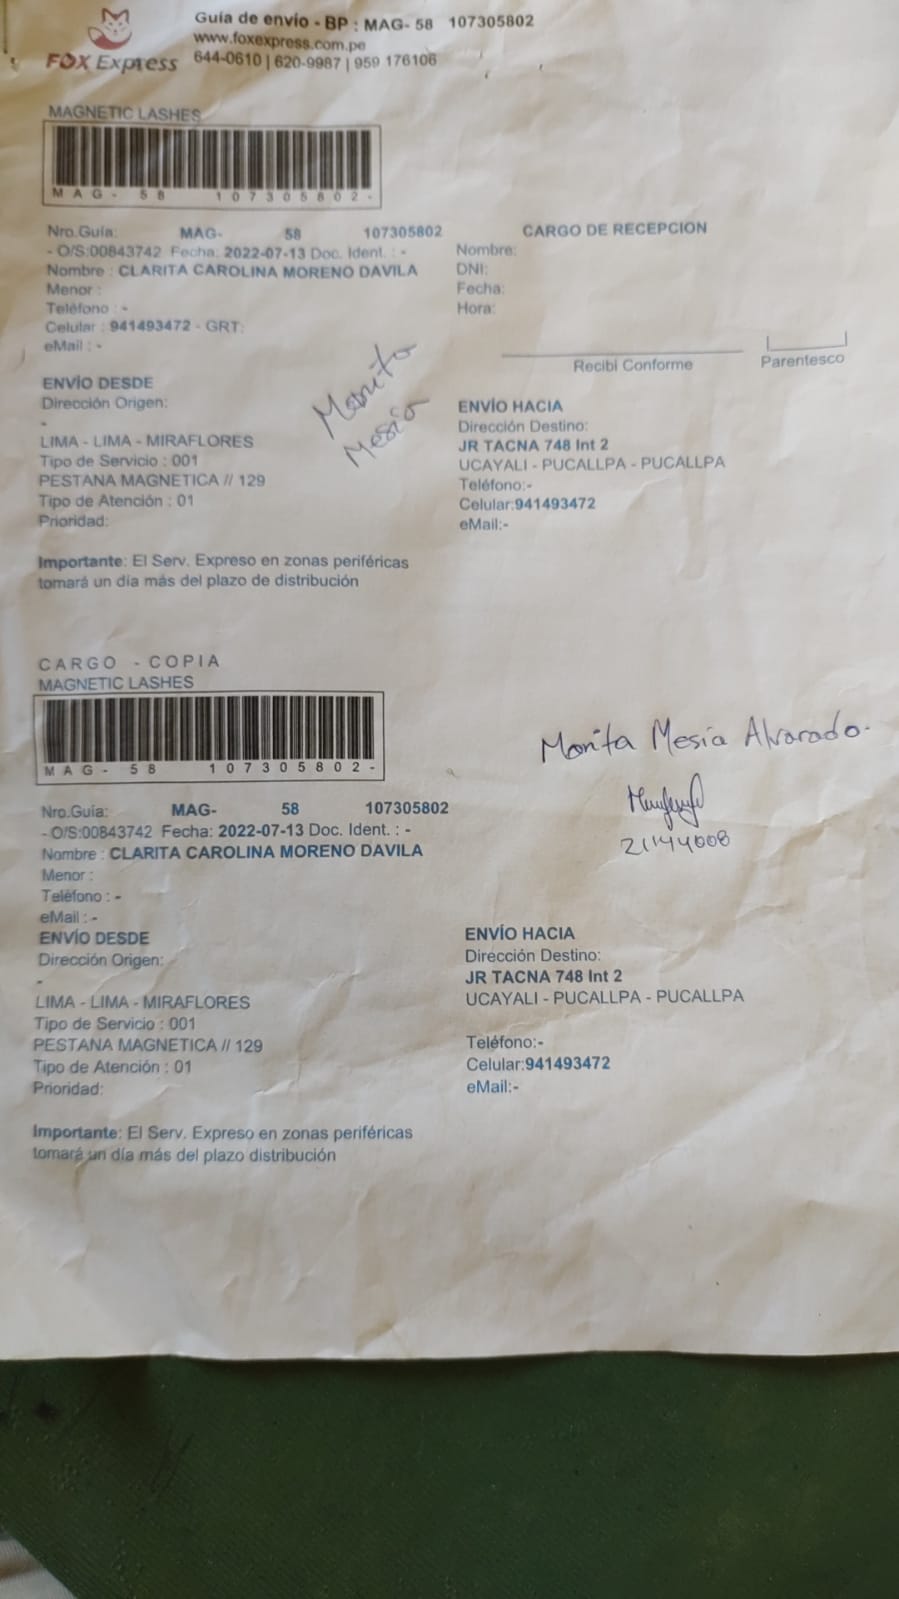 Guía de envío - BP : MAG- 58 107305802
www.foxexpress.com.pe
FOX Express 644-0610 | 620-9987 | 959 176106
MAGNETIC LASHES
MAG- 58 107305802-
Nro.Guía: MAG- 58 107305802
- O/S:00843742 Fecha: 2022-07-13 Doc. Ident. : -
Nombre : CLARITA CAROLINA MORENO DAVILA
Menor :
Teléfono : -
Celular : 941493472 - GRT:
eMail : -
CARGO DE RECEPCION
Nombre:
DNI:
Fecha:
Hora:
Recibi Conforme
Parentesco
Morita
Mesia
ENVÍO DESDE
Dirección Origen:
-
LIMA - LIMA - MIRAFLORES
Tipo de Servicio : 001
PESTANA MAGNETICA // 129
Tipo de Atención : 01
Prioridad:
ENVÍO HACIA
Dirección Destino:
JR TACNA 748 Int 2
UCAYALI - PUCALLPA - PUCALLPA
Teléfono:-
Celular:941493472
eMail:-
Importante: El Serv. Expreso en zonas periféricas
tomará un día más del plazo de distribución
CARGO - COPIA
MAGNETIC LASHES
MAG- 58 107305802-
Morita Mesia Alvarado.
Nro.Guía: MAG- 58 107305802
- O/S:00843742 Fecha: 2022-07-13 Doc. Ident. : -
Nombre : CLARITA CAROLINA MORENO DAVILA
Menor :
Teléfono : -
eMail : -
ENVÍO DESDE
Dirección Origen:
-
LIMA - LIMA - MIRAFLORES
Tipo de Servicio : 001
PESTANA MAGNETICA // 129
Tipo de Atención : 01
Prioridad:
ENVÍO HACIA
Dirección Destino:
JR TACNA 748 Int 2
UCAYALI - PUCALLPA - PUCALLPA
Teléfono:-
Celular:941493472
eMail:-
Importante: El Serv. Expreso en zonas periféricas
tomará un día más del plazo distribución